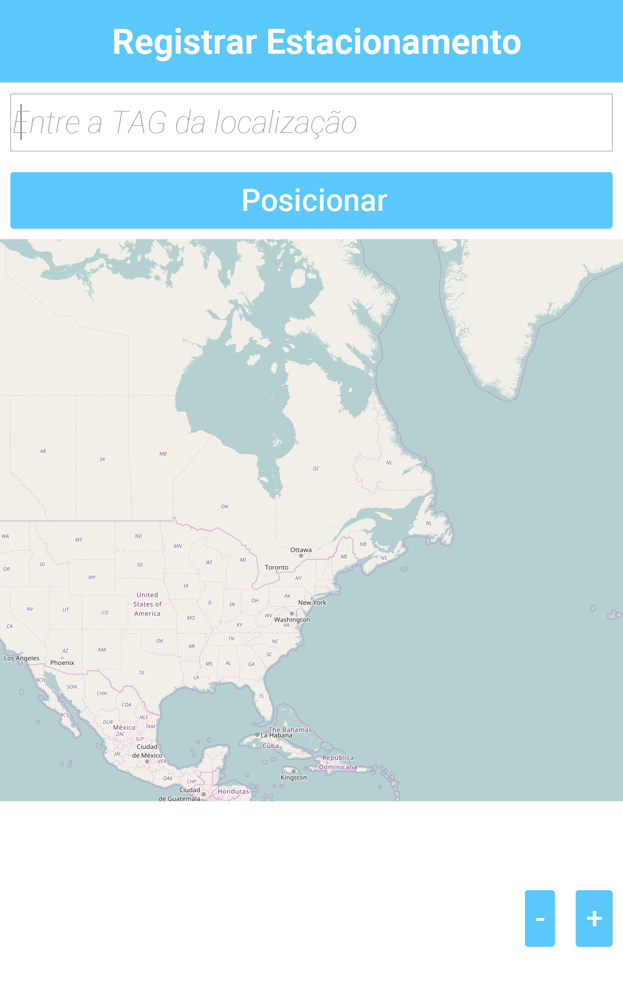 Registrar Estacionamento
Entre a TAG da localização
Posicionar
AB
SK
MB
QC
NL
ON
NL
WA
MT
ND
MN
NB
Ottawa
ME
NS
OR
ID
SD
WI
MI
Toronto
WY
NY
IA
United
States of
America
PA
New York
NV
UT
CO
IL
IN
OH
MO
WV
Washington
VA
CA
KY
OK
TN
NC
AZ
NM
AR
SC
Los Angeles
Phoenix
MS
AL
GA
TX
LA
BCN
SON
CHH
FL
COA
BCS
DUR
NLE
México
TAM
ZAC
SLP
The Bahamas
La Habana
Cuba
Ciudad
de México
JAL
VER
República
Dominicana
OAX
CHP
Kingston
Ciudad
de Guatemala
Honduras
-
+